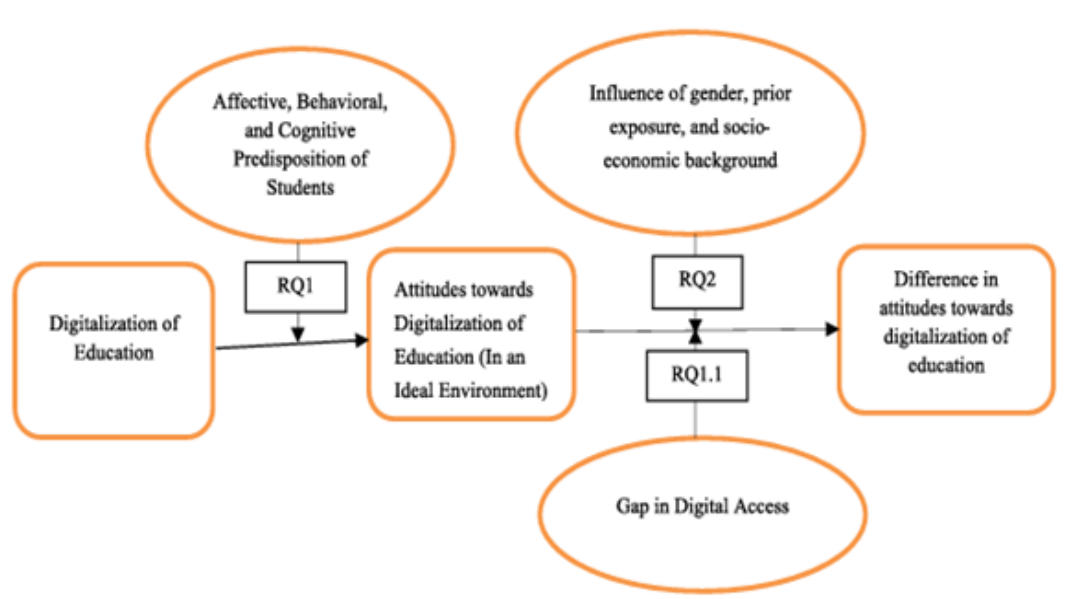 Affective, Behavioral,
and Cognitive
Predisposition of
Students
Influence of gender, prior
exposure, and socio-
economic background
RQ1
RQ2
Digitalization of
Education
Attitudes towards
Digitalization of
Education (In an
Ideal Environment)
Difference in
attitudes towards
digitalization of
education
RQ1.1
Gap in Digital Access